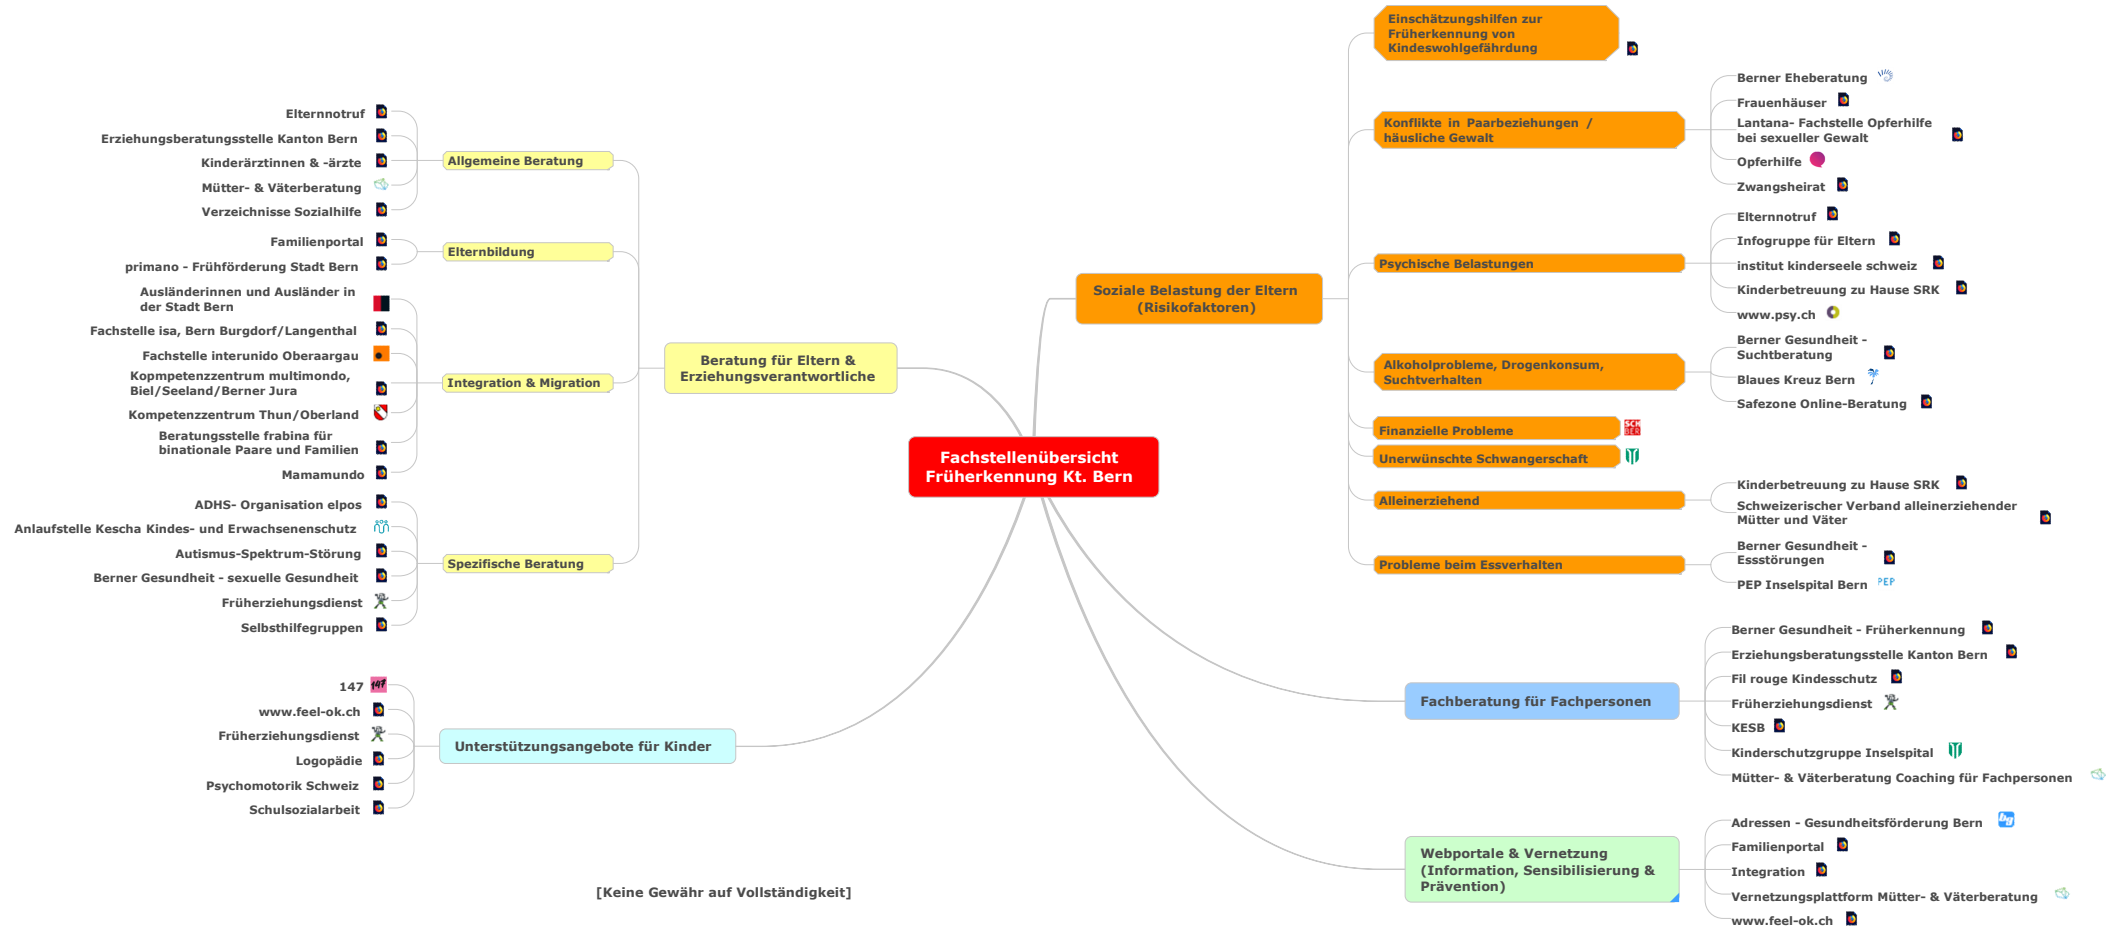 Fachstellenübersicht
Früherkennung Kt. Bern
Beratung für Eltern &
Erziehungsverantwortliche
Allgemeine Beratung
Elternnotruf
Erziehungsberatungsstelle Kanton Bern
Kinderärztinnen & -ärzte
Mütter- & Väterberatung
Verzeichnisse Sozialhilfe
Elternbildung
Familienportal
primano - Frühförderung Stadt Bern
Integration & Migration
Ausländerinnen und Ausländer in
der Stadt Bern
Fachstelle isa, Bern Burgdorf/Langenthal
Fachstelle interunido Oberaargau
Kopmpetenzzentrum multimondo,
Biel/Seeland/Berner Jura
Kompetenzzentrum Thun/Oberland
Beratungsstelle frabina für
binationale Paare und Familien
Mamamundo
Spezifische Beratung
ADHS- Organisation elpos
Anlaufstelle Kescha Kindes- und Erwachsenenschutz
Autismus-Spektrum-Störung
Berner Gesundheit - sexuelle Gesundheit
Früherziehungsdienst
Selbsthilfegruppen
Unterstützungsangebote für Kinder
147
147
www.feel-ok.ch
Früherziehungsdienst
Logopädie
Psychomotorik Schweiz
Schulsozialarbeit
[Keine Gewähr auf Vollständigkeit]
Soziale Belastung der Eltern
(Risikofaktoren)
Einschätzungshilfen zur
Früherkennung von
Kindeswohlgefährdung
Konflikte in Paarbeziehungen /
häusliche Gewalt
Berner Eheberatung
Frauenhäuser
Lantana- Fachstelle Opferhilfe
bei sexueller Gewalt
Opferhilfe
Zwangsheirat
Psychische Belastungen
Elternnotruf
Infogruppe für Eltern
institut kinderseele schweiz
Kinderbetreuung zu Hause SRK
www.psy.ch
Alkoholprobleme, Drogenkonsum,
Suchtverhalten
Berner Gesundheit -
Suchtberatung
Blaues Kreuz Bern
Safezone Online-Beratung
Finanzielle Probleme
SCH
BER
Unerwünschte Schwangerschaft
Alleinerziehend
Kinderbetreuung zu Hause SRK
Schweizerischer Verband alleinerziehender
Mütter und Väter
Probleme beim Essverhalten
Berner Gesundheit -
Essstörungen
PEP Inselspital Bern
PEP
Fachberatung für Fachpersonen
Berner Gesundheit - Früherkennung
Erziehungsberatungsstelle Kanton Bern
Fil rouge Kindesschutz
Früherziehungsdienst
KESB
Kinderschutzgruppe Inselspital
Mütter- & Väterberatung Coaching für Fachpersonen
Webportale & Vernetzung
(Information, Sensibilisierung &
Prävention)
Adressen - Gesundheitsförderung Bern
bg
Familienportal
Integration
Vernetzungsplattform Mütter- & Väterberatung
www.feel-ok.ch